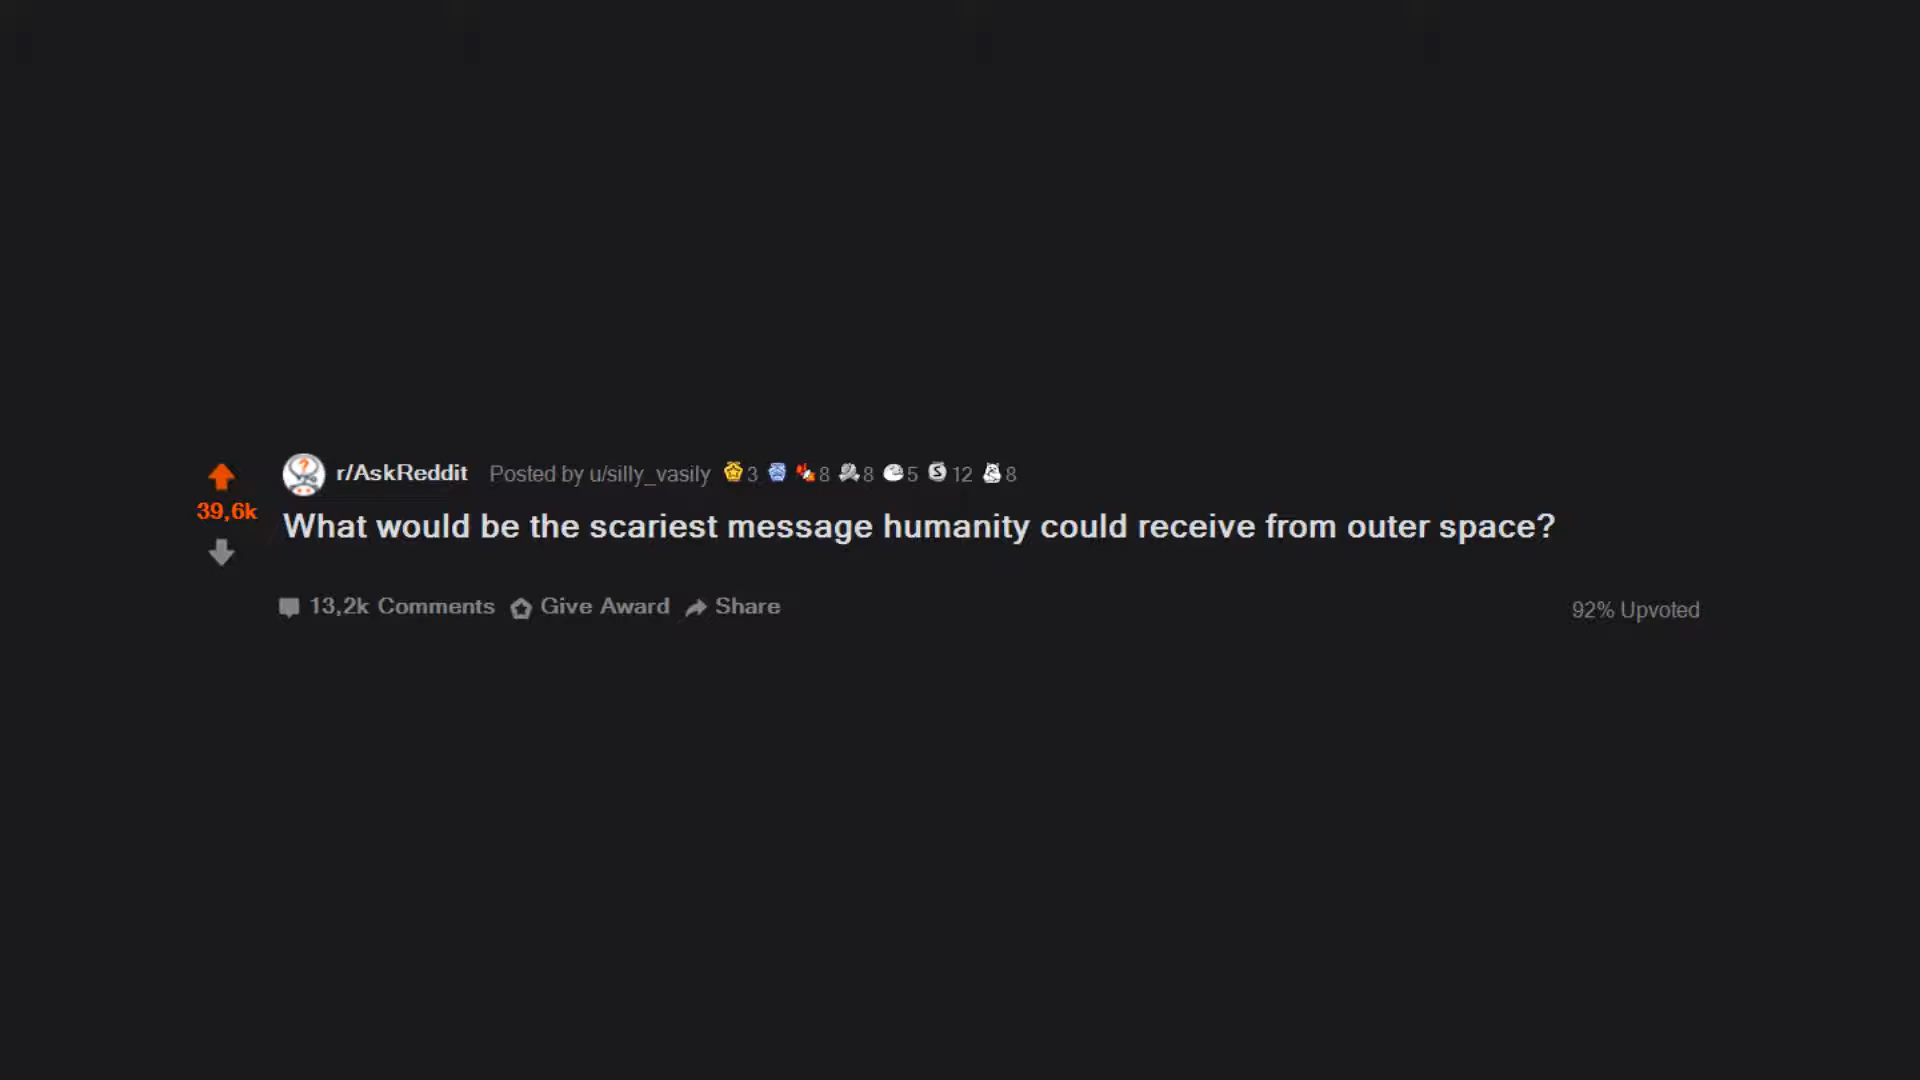 r/AskReddit Posted by u/silly_vasily 3 8 8 5 12 8
39,6k
What would be the scariest message humanity could receive from outer space?
13,2k Comments Give Award Share
92% Upvoted